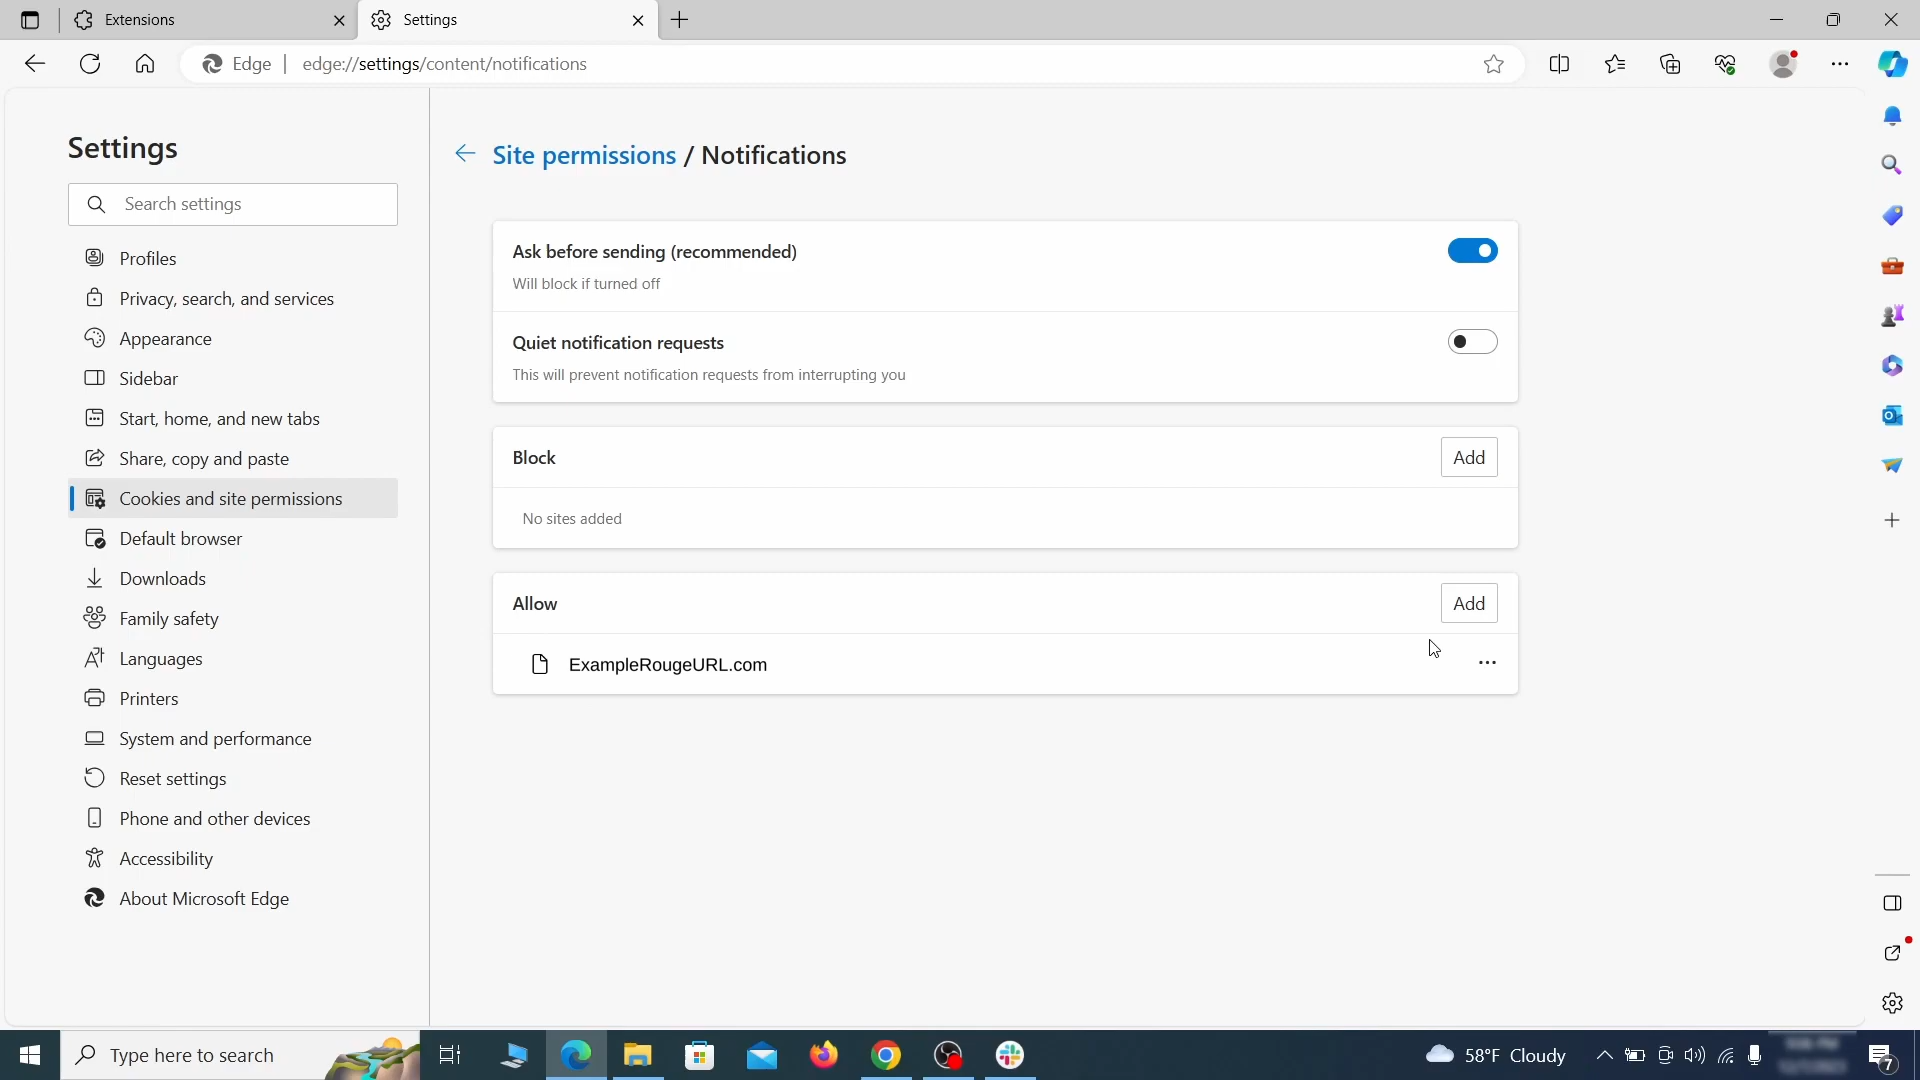 Extensions
Settings
Edge
edge://settings/content/notifications
Settings
Search settings
Profiles
Privacy, search, and services
Appearance
Sidebar
Start, home, and new tabs
Share, copy and paste
Cookies and site permissions
Default browser
Downloads
Family safety
Languages
Printers
System and performance
Reset settings
Phone and other devices
Accessibility
About Microsoft Edge
Site permissions / Notifications
Ask before sending (recommended)
Will block if turned off
Quiet notification requests
This will prevent notification requests from interrupting you
Block
Add
No sites added
Allow
Add
ExampleRougeURL.com
Type here to search
58°F Cloudy
7